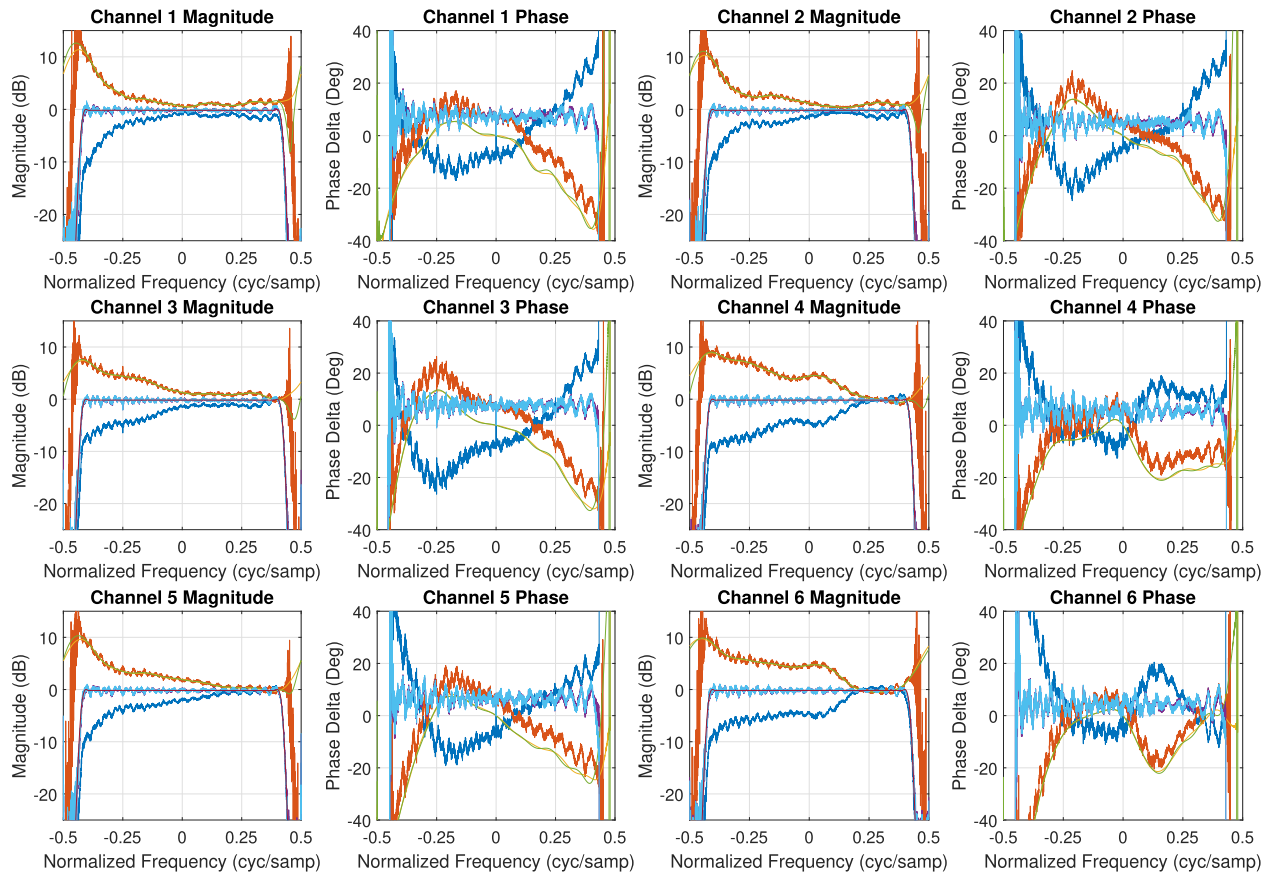 Channel 1 Magnitude
Magnitude (dB)
10
0
-10
-20
-0.5 -0.25 0 0.25 0.5
Normalized Frequency (cyc/samp)
Channel 1 Phase
Phase Delta (Deg)
40
20
0
-20
-40
-0.5 -0.25 0 0.25 0.5
Normalized Frequency (cyc/samp)
Channel 2 Magnitude
Magnitude (dB)
10
0
-10
-20
-0.5 -0.25 0 0.25 0.5
Normalized Frequency (cyc/samp)
Channel 2 Phase
Phase Delta (Deg)
40
20
0
-20
-40
-0.5 -0.25 0 0.25 0.5
Normalized Frequency (cyc/samp)
Channel 3 Magnitude
Magnitude (dB)
10
0
-10
-20
-0.5 -0.25 0 0.25 0.5
Normalized Frequency (cyc/samp)
Channel 3 Phase
Phase Delta (Deg)
40
20
0
-20
-40
-0.5 -0.25 0 0.25 0.5
Normalized Frequency (cyc/samp)
Channel 4 Magnitude
Magnitude (dB)
10
0
-10
-20
-0.5 -0.25 0 0.25 0.5
Normalized Frequency (cyc/samp)
Channel 4 Phase
Phase Delta (Deg)
40
20
0
-20
-40
-0.5 -0.25 0 0.25 0.5
Normalized Frequency (cyc/samp)
Channel 5 Magnitude
Magnitude (dB)
10
0
-10
-20
-0.5 -0.25 0 0.25 0.5
Normalized Frequency (cyc/samp)
Channel 5 Phase
Phase Delta (Deg)
40
20
0
-20
-40
-0.5 -0.25 0 0.25 0.5
Normalized Frequency (cyc/samp)
Channel 6 Magnitude
Magnitude (dB)
10
0
-10
-20
-0.5 -0.25 0 0.25 0.5
Normalized Frequency (cyc/samp)
Channel 6 Phase
Phase Delta (Deg)
40
20
0
-20
-40
-0.5 -0.25 0 0.25 0.5
Normalized Frequency (cyc/samp)